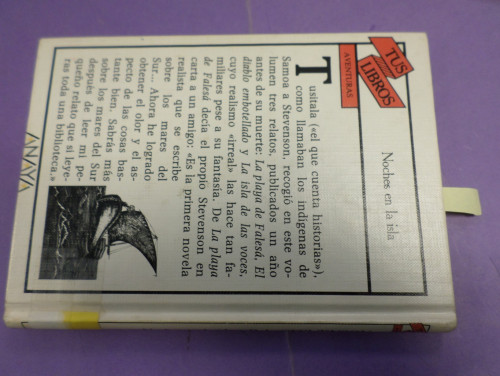 TUS
LIBROS
AVENTURAS
Noches en la isla
Tusitala («el que cuenta historias»),
como llamaban los indígenas de
Samoa a Stevenson, recogió en este vo-
lumen tres relatos, publicados un año
antes de su muerte: La playa de Falesá, El
diablo embotellado y La isla de las voces,
cuyo realismo «irreal» las hace tan fa-
miliares pese a su fantasía. De La playa
de Falesá decía el propio Stevenson en
carta a un amigo: «Es la primera novela
realista que se escribe
sobre los mares del
Sur... Ahora he logrado
obtener el olor y el as-
pecto de las cosas bas-
tante bien. Sabrás más
sobre los mares del Sur
después de leer mi pe-
queño relato que si leye-
ras toda una biblioteca.»
ANAYA